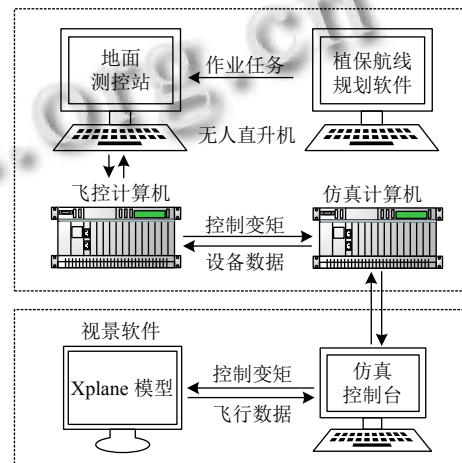 地面
测控站
作业任务
植保航线
规划软件
无人直升机
飞控计算机
仿真计算机
控制变矩
设备数据
视景软件
Xplane 模型
控制变矩
飞行数据
仿真
控制台